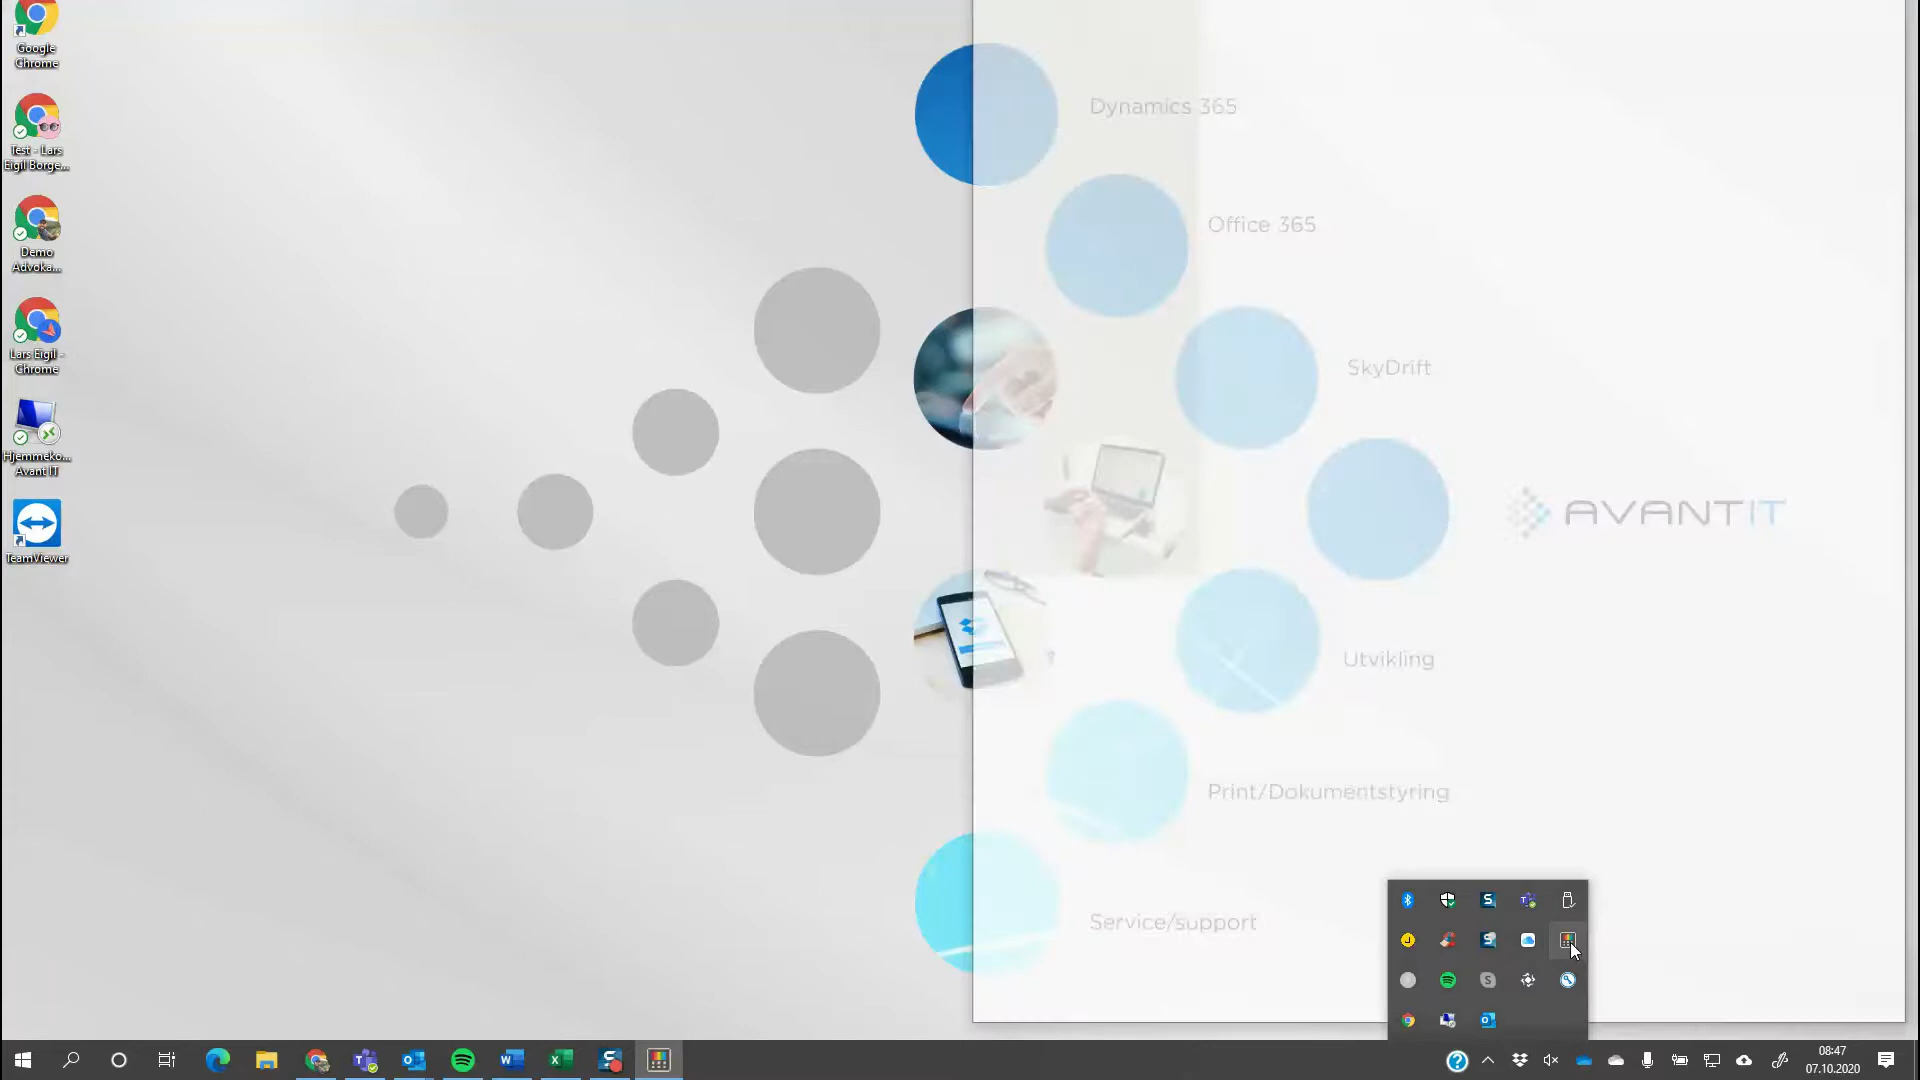 Google
Chrome
Test - Lars
Eigil Borge...
Demo
Advoka...
Lars Eigil -
Chrome
Hjemmeko...
Avant IT
TeamViewer
Dynamics 365
Office 365
SkyDrift
AVANTIT
Utvikling
Print/Dokumentstyring
Service/support
08:47
07.10.2020